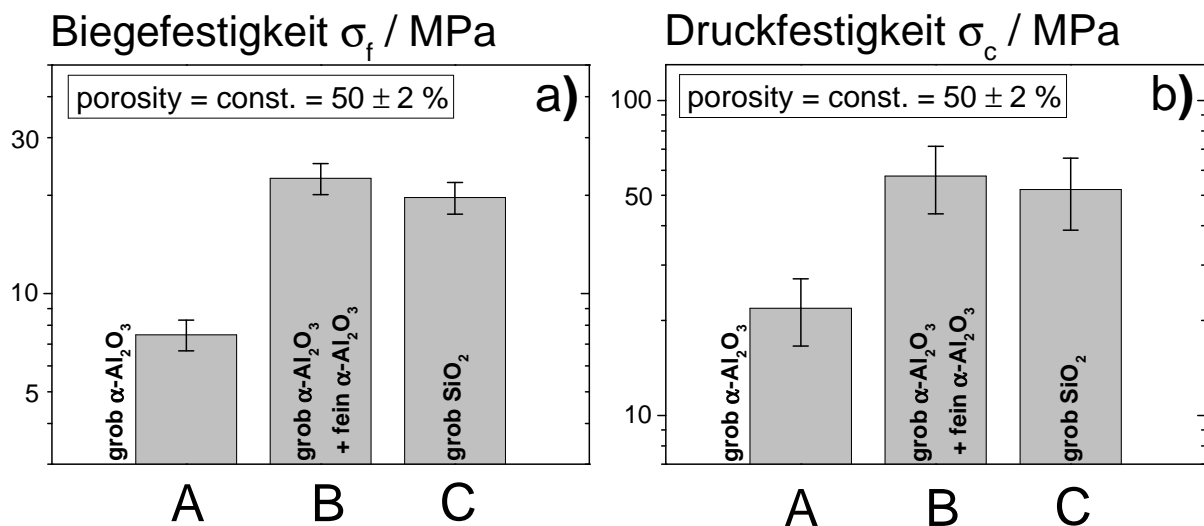 Biegefestigkeit σf / MPa
porosity = const. = 50 ± 2 %
a)
30
10
5
grob α-Al2O3
grob α-Al2O3
+ fein α-Al2O3
grob SiO2
A B C
Druckfestigkeit σc / MPa
porosity = const. = 50 ± 2 %
b)
100
50
10
grob α-Al2O3
grob α-Al2O3
+ fein α-Al2O3
grob SiO2
A B C